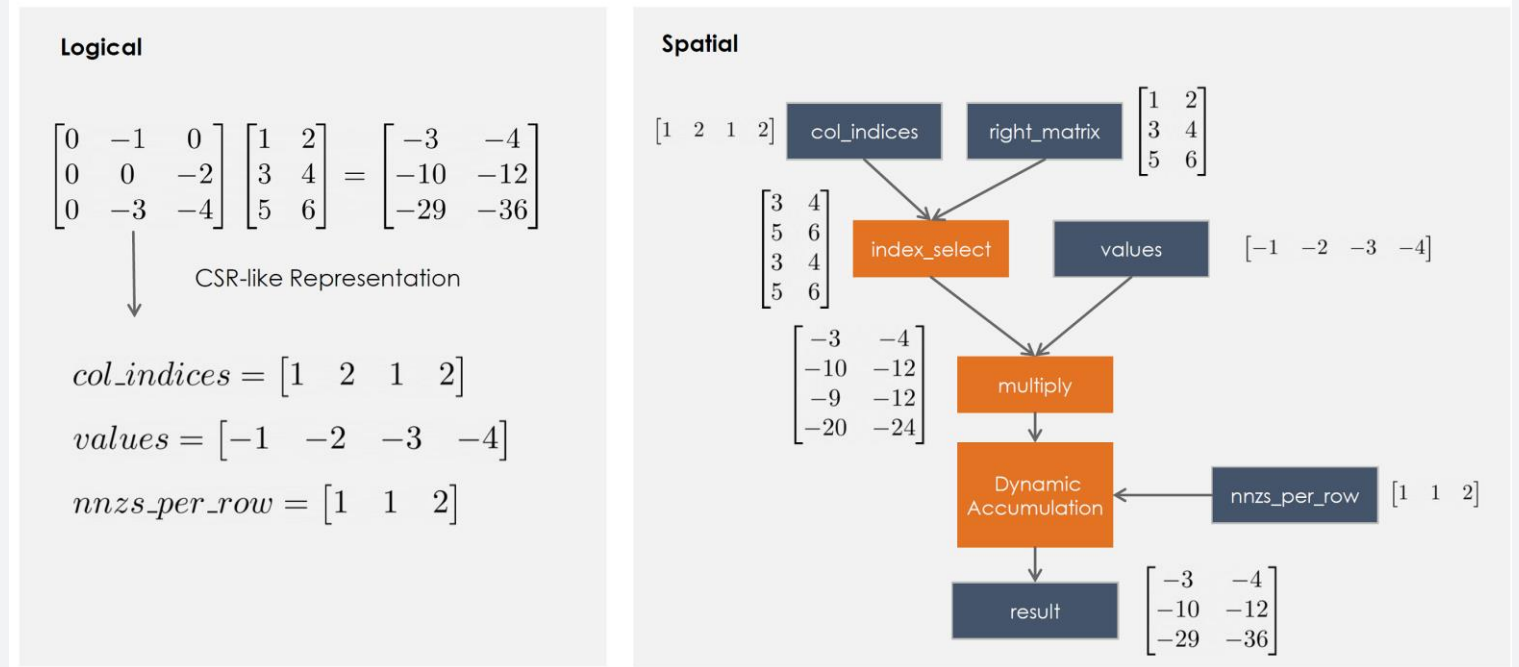 Logical
[0 −1 0] [1 2] [−3 −4]
[0 0 −2] [3 4] = [−10 −12]
[0 −3 −4] [5 6] [−29 −36]
CSR-like Representation
col_indices = [1 2 1 2]
values = [−1 −2 −3 −4]
nnzs_per_row = [1 1 2]
Spatial
[1 2 1 2]
col_indices
right_matrix
[1 2]
[3 4]
[5 6]
[3 4]
[5 6]
[3 4]
[5 6]
index_select
values
[−1 −2 −3 −4]
[−3 −4]
[−10 −12]
[−9 −12]
[−20 −24]
multiply
Dynamic
Accumulation
nnzs_per_row
[1 1 2]
result
[−3 −4]
[−10 −12]
[−29 −36]